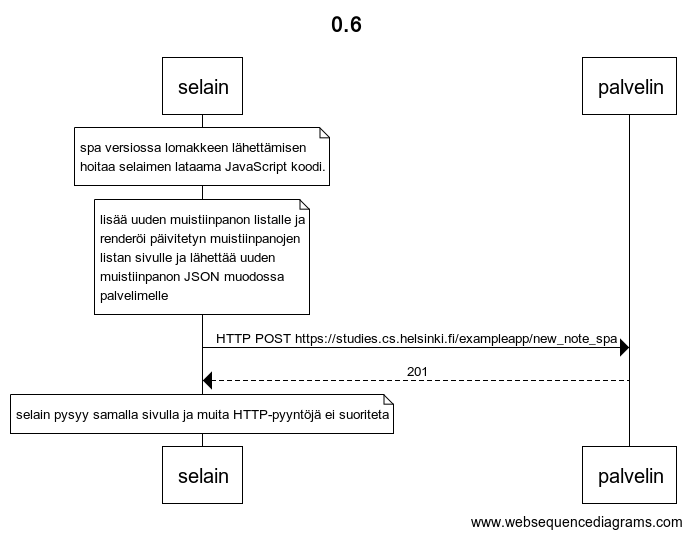 0.6
selain
palvelin
spa versiossa lomakkeen lähettämisen
hoitaa selaimen lataama JavaScript koodi.
lisää uuden muistiinpanon listalle ja
renderöi päivitetyn muistiinpanojen
listan sivulle ja lähettää uuden
muistiinpanon JSON muodossa
palvelimelle
HTTP POST https://studies.cs.helsinki.fi/exampleapp/new_note_spa
201
selain pysyy samalla sivulla ja muita HTTP-pyyntöjä ei suoriteta
selain
palvelin
www.websequencediagrams.com